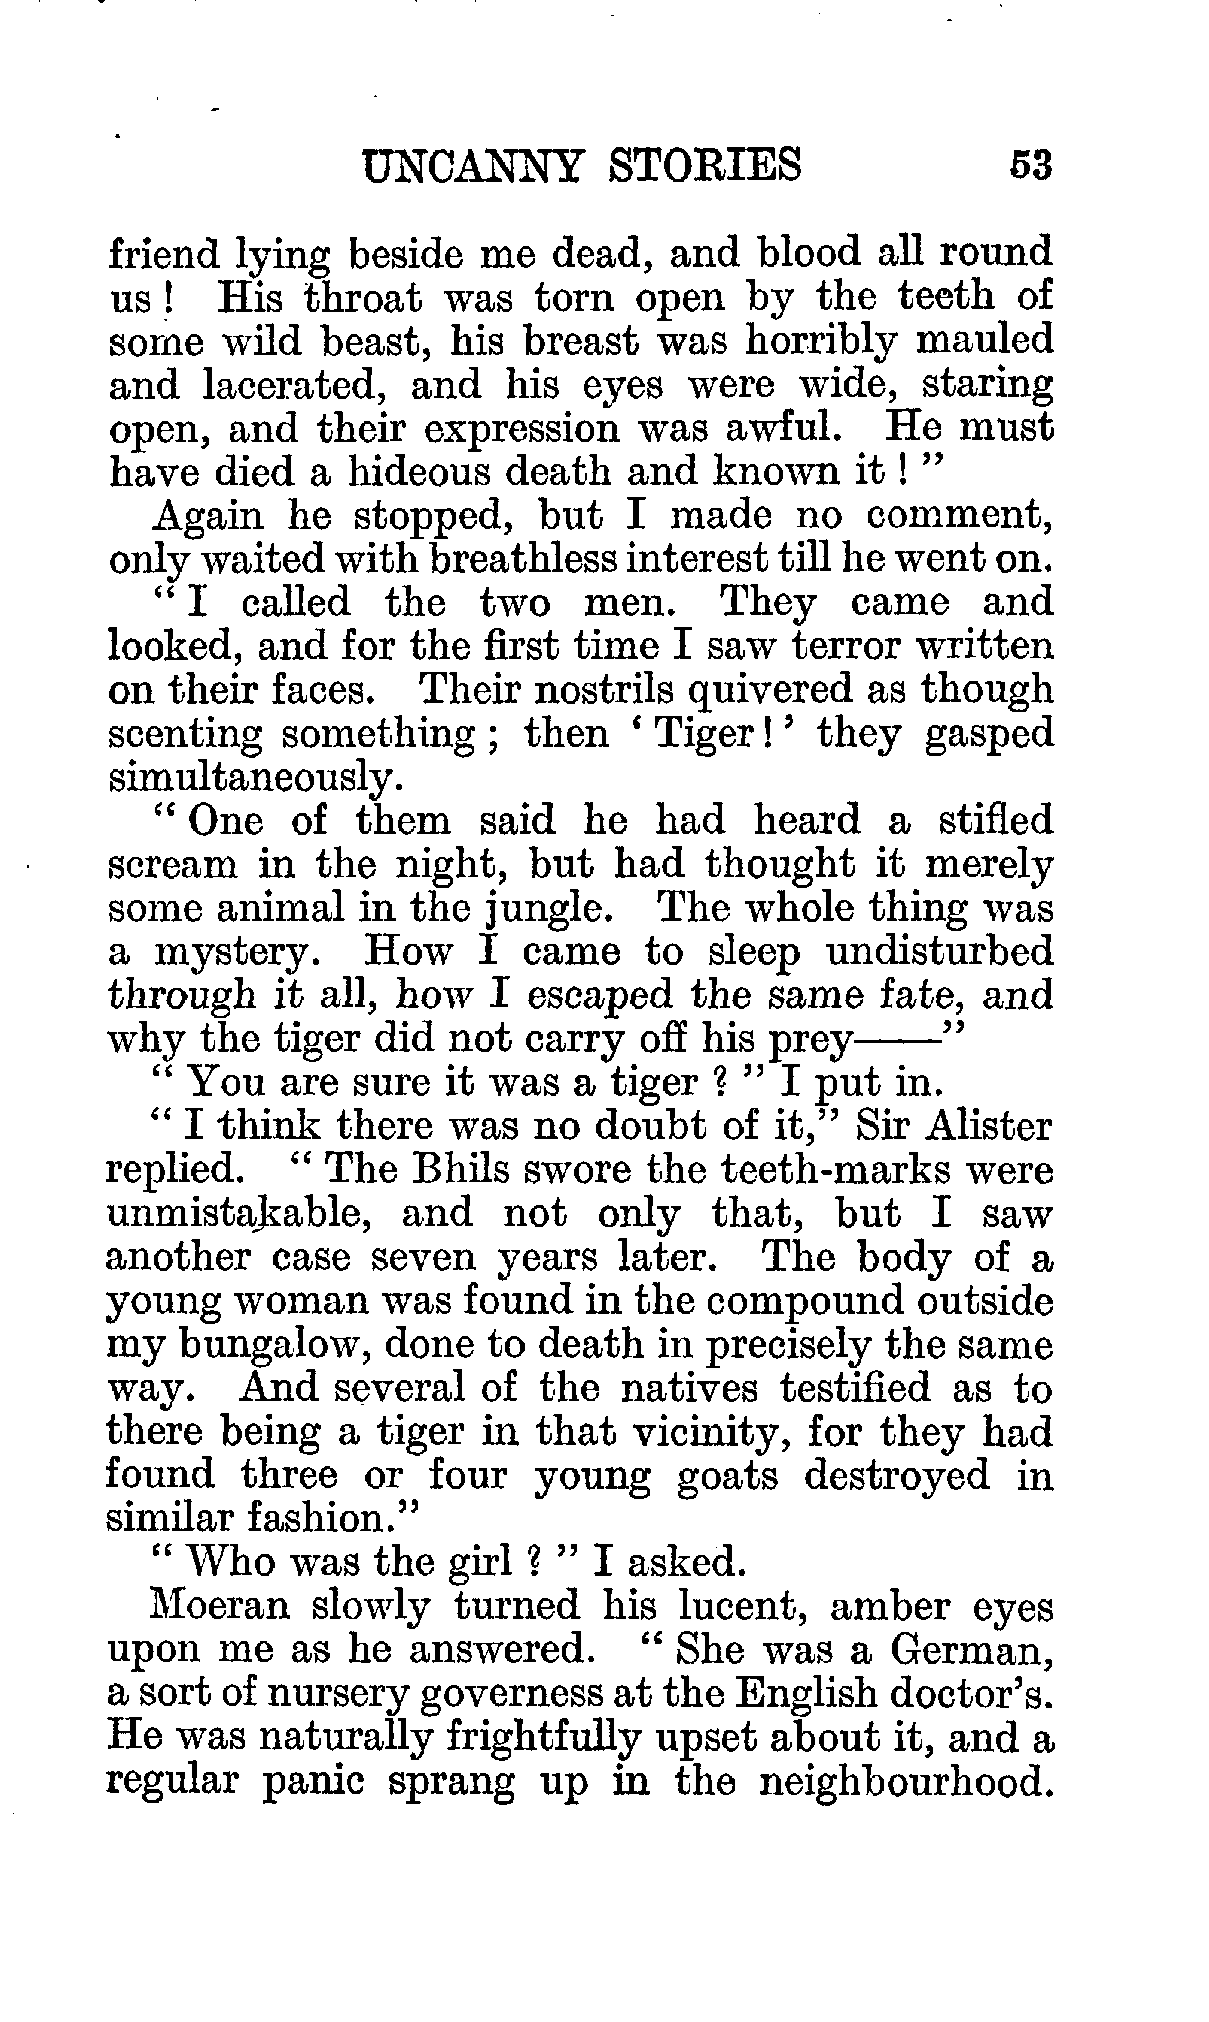 UNCANNY STORIES 53
friend lying beside me dead, and blood all round
us ! His throat was torn open by the teeth of
some wild beast, his breast was horribly mauled
and lacerated, and his eyes were wide, staring
open, and their expression was awful. He must
have died a hideous death and known it ! ”
Again he stopped, but I made no comment,
only waited with breathless interest till he went on.
“ I called the two men. They came and
looked, and for the first time I saw terror written
on their faces. Their nostrils quivered as though
scenting something ; then ‘ Tiger! ’ they gasped
simultaneously.
“ One of them said he had heard a stifled
scream in the night, but had thought it merely
some animal in the jungle. The whole thing was
a mystery. How I came to sleep undisturbed
through it all, how I escaped the same fate, and
why the tiger did not carry off his prey——”
“ You are sure it was a tiger ? ” I put in.
“ I think there was no doubt of it,” Sir Alister
replied. “ The Bhils swore the teeth-marks were
unmistakable, and not only that, but I saw
another case seven years later. The body of a
young woman was found in the compound outside
my bungalow, done to death in precisely the same
way. And several of the natives testified as to
there being a tiger in that vicinity, for they had
found three or four young goats destroyed in
similar fashion.”
“ Who was the girl ? ” I asked.
Moeran slowly turned his lucent, amber eyes
upon me as he answered. “ She was a German,
a sort of nursery governess at the English doctor’s.
He was naturally frightfully upset about it, and a
regular panic sprang up in the neighbourhood.